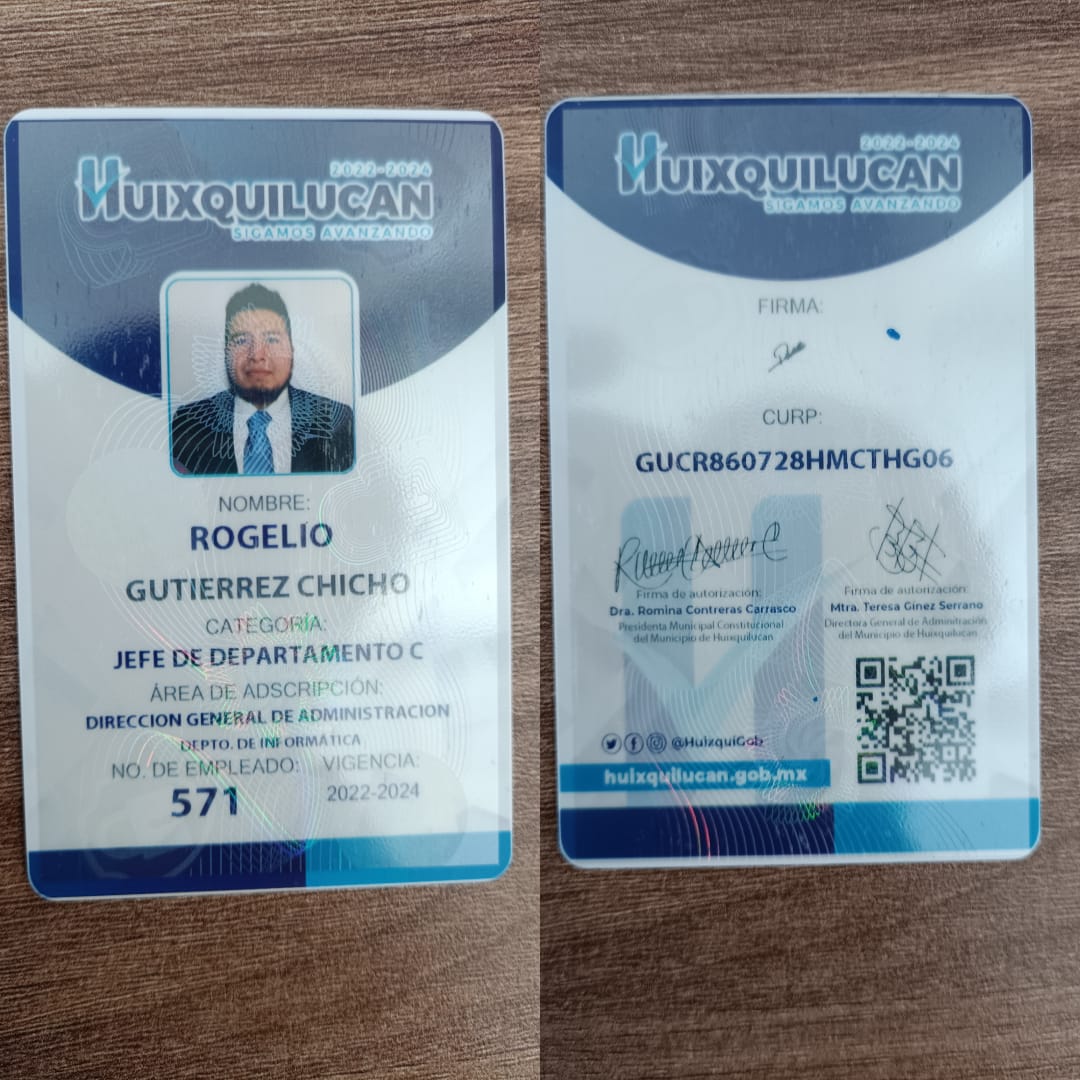 2022-2024
HUIXQUILUCAN
SIGAMOS AVANZANDO
NOMBRE:
ROGELIO
GUTIERREZ CHICHO
CATEGORÍA:
JEFE DE DEPARTAMENTO C
ÁREA DE ADSCRIPCIÓN:
DIRECCION GENERAL DE ADMINISTRACION
DEPTO. DE INFORMÁTICA
NO. DE EMPLEADO: VIGENCIA:
571 2022-2024
2022-2024
HUIXQUILUCAN
SIGAMOS AVANZANDO
FIRMA:
CURP:
GUCR860728HMCTHG06
Firma de autorización:
Dra. Romina Contreras Carrasco
Presidenta Municipal Constitucional
del Municipio de Huixquilucan
Firma de autorización:
Mtra. Teresa Ginez Serrano
Directora General de Administración
del Municipio de Huixquilucan
@HuixquiGob
huixquilucan.gob.mx